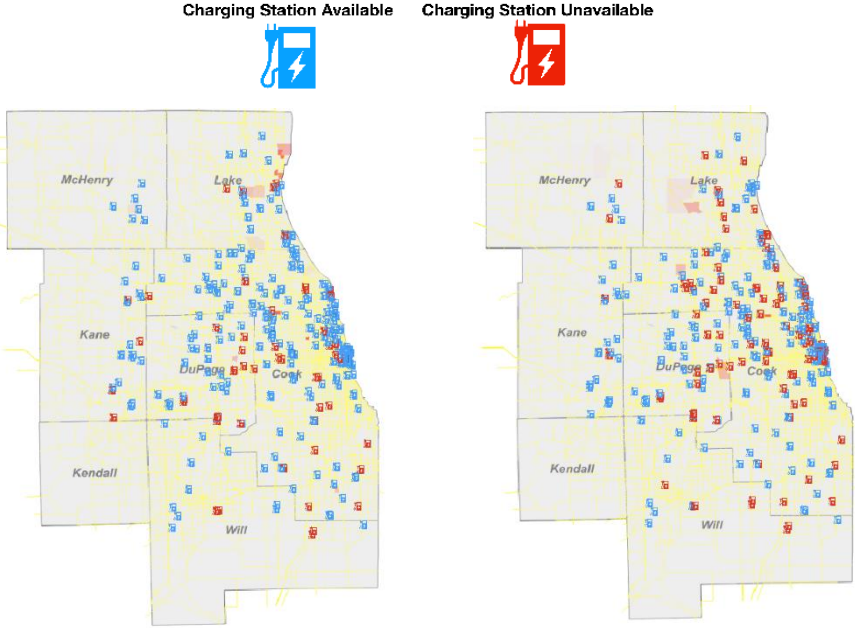 Charging Station Available Charging Station Unavailable
McHenry Lake McHenry Lake
Kane Kane
DuPage Cook DuPage Cook
Kendall Kendall
Will Will